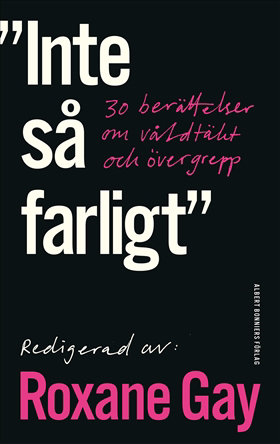 ”Inte
så
farligt”
30 berättelser
om våldtäkt
och övergrepp
ALBERT BONNIERS FÖRLAG
Redigerad av:
Roxane Gay